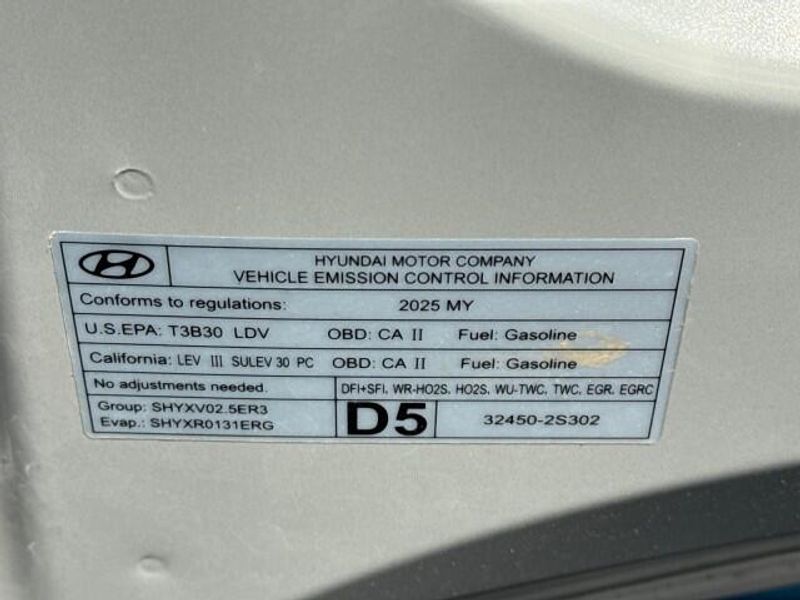 HYUNDAI MOTOR COMPANY
VEHICLE EMISSION CONTROL INFORMATION
Conforms to regulations: 2025 MY
U.S.EPA: T3B30 LDV OBD: CA II Fuel: Gasoline
California: LEV III SULEV 30 PC OBD: CA II Fuel: Gasoline
No adjustments needed. DFI+SFI, WR-HO2S, HO2S, WU-TWC, TWC, EGR, EGRC
Group: SHYXV02.5ER3
Evap.: SHYXR0131ERG
D5
32450-2S302